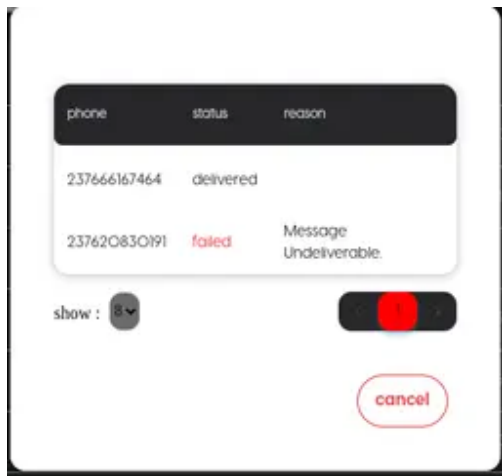 phone status reason
237666167464 delivered
237620830191 failed Message
Undeliverable.
show : 8
1
cancel